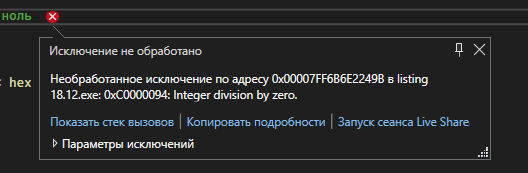 ноль
Исключение не обработано
Необработанное исключение по адресу 0x00007FF6B6E2249B в listing
: hex
18.12.exe: 0xC0000094: Integer division by zero.
Показать стек вызовов | Копировать подробности | Запуск сеанса Live Share
Параметры исключений